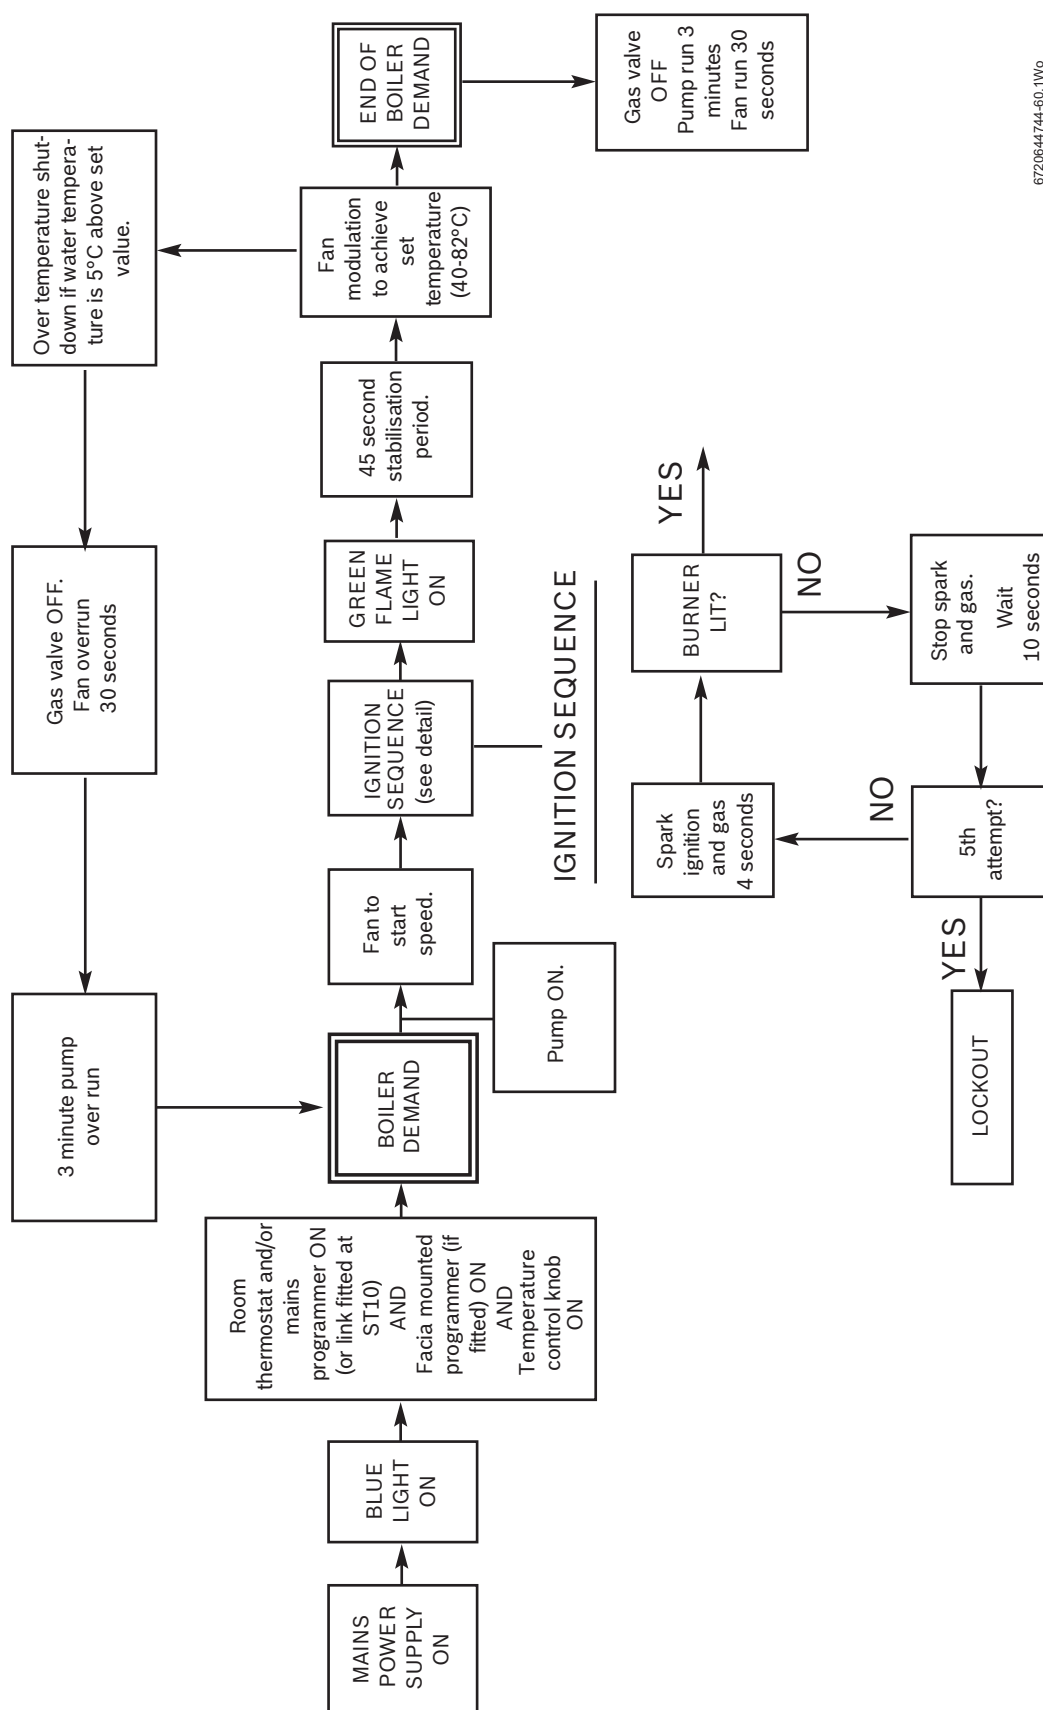 MAINS
POWER
SUPPLY
ON
BLUE
LIGHT
ON
Room
thermostat and/or
mains
programmer ON
(or link fitted at
ST10)
AND
Facia mounted
programmer (if
fitted) ON
AND
Temperature
control knob
ON
BOILER
DEMAND
Pump ON.
Fan to
start
speed.
IGNITION
SEQUENCE
(see detail)
GREEN
FLAME
LIGHT
ON
45 second
stabilisation
period.
Fan
modulation
to achieve
set
temperature
(40-82°C)
END OF
BOILER
DEMAND
Gas valve
OFF
Pump run 3
minutes
Fan run 30
seconds
Over temperature shut-
down if water tempera-
ture is 5°C above set
value.
Gas valve OFF.
Fan overrun
30 seconds
3 minute pump
over run
IGNITION SEQUENCE
Spark
ignition
and gas
4 seconds
BURNER
LIT?
YES
NO
Stop spark
and gas.
Wait
10 seconds
5th
attempt?
NO
YES
LOCKOUT
6720644744-60.1Wo